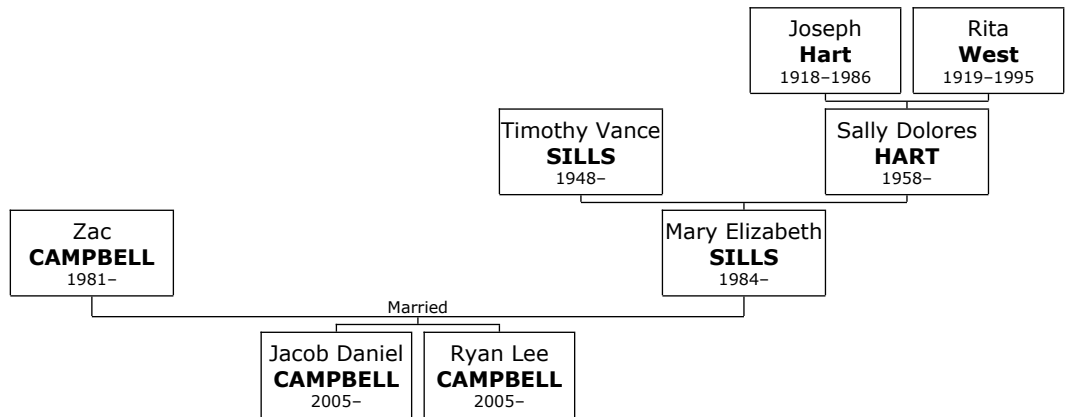 Joseph
Hart
1918–1986
Rita
West
1919–1995
Timothy Vance
SILLS
1948–
Sally Dolores
HART
1958–
Zac
CAMPBELL
1981–
Mary Elizabeth
SILLS
1984–
Married
Jacob Daniel
CAMPBELL
2005–
Ryan Lee
CAMPBELL
2005–